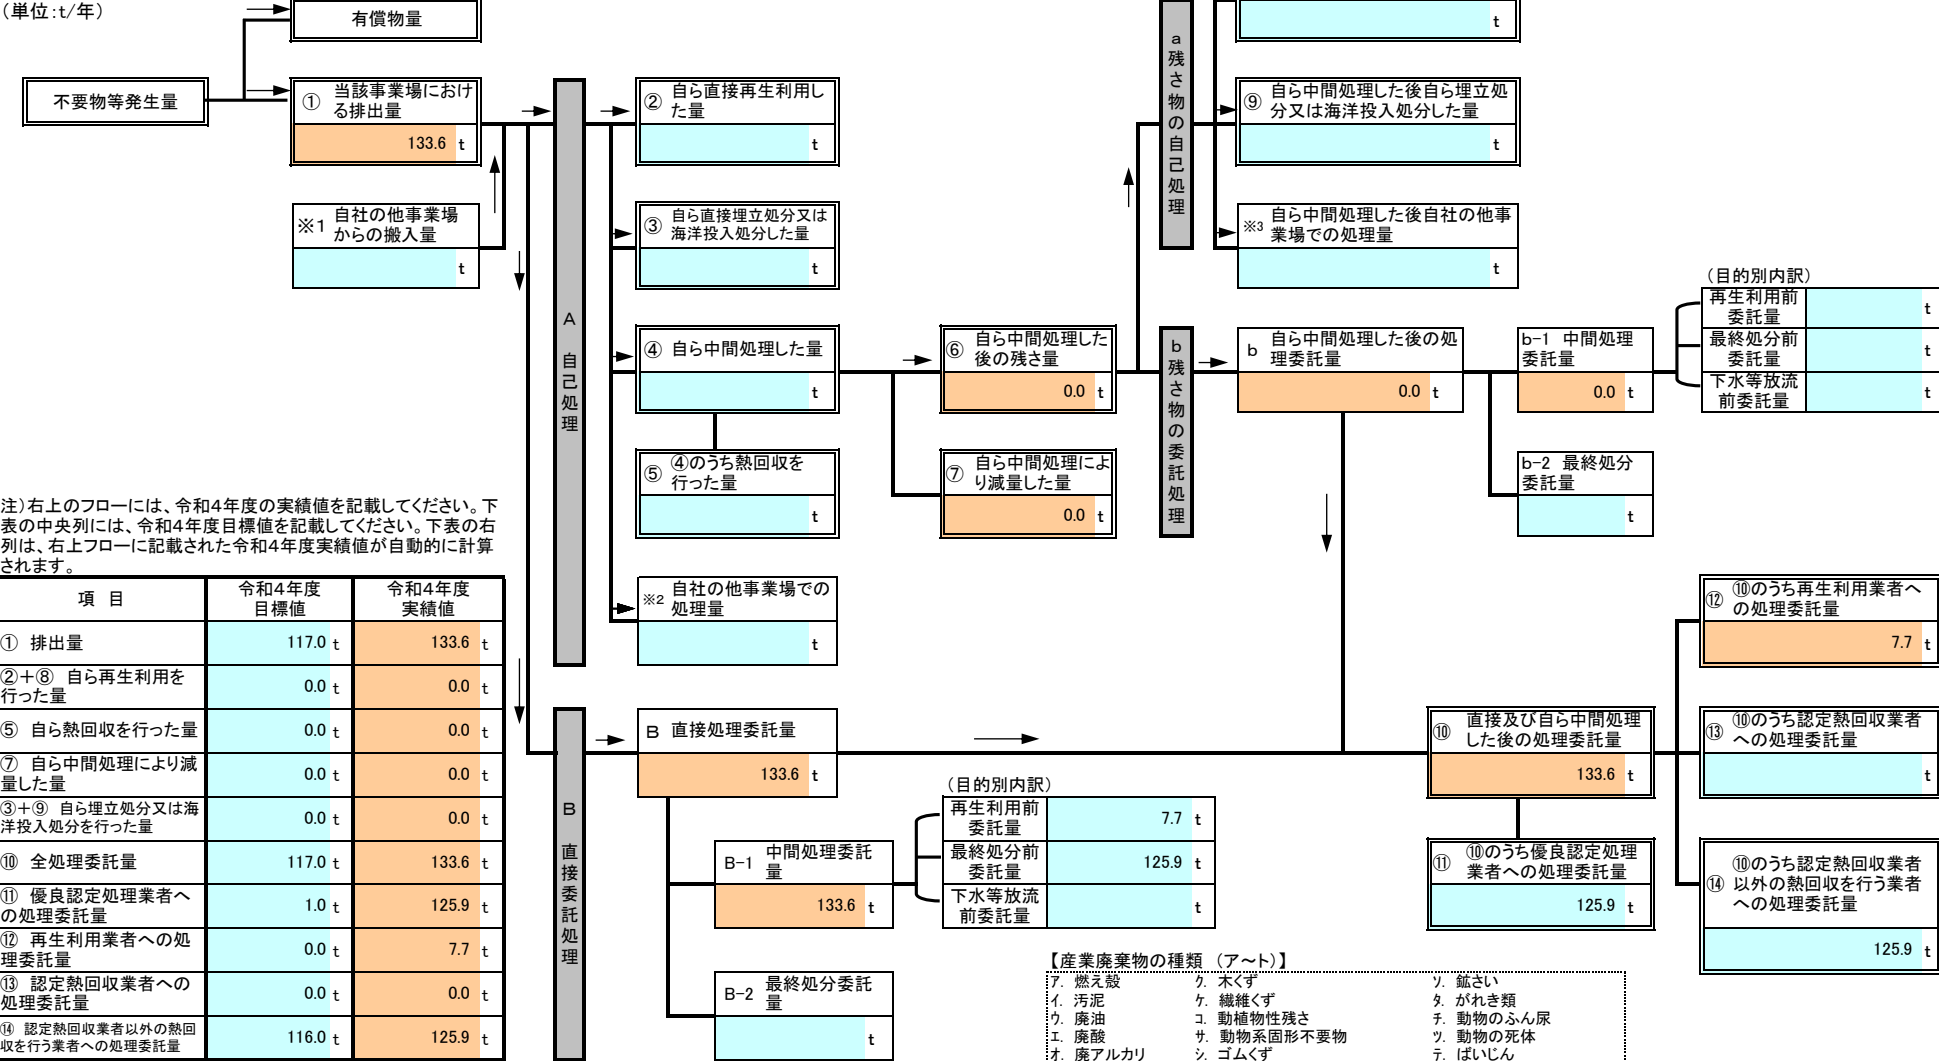 (単位:t/年)
有償物量
t
不要物等発生量
① 当該事業場におけ
る排出量
133.6 t
※1 自社の他事業場
からの搬入量
t
A 自己処理
② 自ら直接再生利用し
た量
t
③ 自ら直接埋立処分又は
海洋投入処分した量
t
④ 自ら中間処理した量
t
⑤ ④のうち熱回収を
行った量
t
※2 自社の他事業場での
処理量
t
⑥ 自ら中間処理した
後の残さ量
0.0 t
⑦ 自ら中間処理によ
り減量した量
0.0 t
a残さ物の自己処理
⑨ 自ら中間処理した後自ら埋立処
分又は海洋投入処分した量
t
※3 自ら中間処理した後自社の他事
業場での処理量
t
b残さ物の委託処理
b 自ら中間処理した後の処
理委託量
0.0 t
b-1 中間処理
委託量
0.0 t
b-2 最終処分
委託量
t
(目的別内訳)
再生利用前
委託量
t
最終処分前
委託量
t
下水等放流
前委託量
t
注)右上のフローには、令和4年度の実績値を記載してください。下
表の中央列には、令和4年度目標値を記載してください。下表の右
列は、右上フローに記載された令和4年度実績値が自動的に計算
されます。
項 目 令和4年度
目標値 令和4年度
実績値
① 排出量 117.0 t 133.6 t
②+⑧ 自ら再生利用を
行った量 0.0 t 0.0 t
⑤ 自ら熱回収を行った量 0.0 t 0.0 t
⑦ 自ら中間処理により減
量した量 0.0 t 0.0 t
③+⑨ 自ら埋立処分又は海
洋投入処分を行った量 0.0 t 0.0 t
⑩ 全処理委託量 117.0 t 133.6 t
⑪ 優良認定処理業者へ
の処理委託量 1.0 t 125.9 t
⑫ 再生利用業者への処
理委託量 0.0 t 7.7 t
⑬ 認定熱回収業者への
処理委託量 0.0 t 0.0 t
⑭ 認定熱回収業者以外の熱回
収を行う業者への処理委託量 116.0 t 125.9 t
B 直接委託処理
B 直接処理委託量
133.6 t
B-1 中間処理委託
量
133.6 t
B-2 最終処分委託
量
t
(目的別内訳)
再生利用前
委託量
7.7 t
最終処分前
委託量
125.9 t
下水等放流
前委託量
t
⑩ 直接及び自ら中間処理
した後の処理委託量
133.6 t
⑪ ⑩のうち優良認定処理
業者への処理委託量
125.9 t
⑫ ⑩のうち再生利用業者へ
の処理委託量
7.7 t
⑬ ⑩のうち認定熱回収業者
への処理委託量
t
⑭ ⑩のうち認定熱回収業者
以外の熱回収を行う業者
への処理委託量
125.9 t
【産業廃棄物の種類 (ア～ト)】
ア. 燃え殻 ク. 木くず ソ. 鉱さい
イ. 汚泥 ケ. 繊維くず タ. がれき類
ウ. 廃油 コ. 動植物性残さ チ. 動物のふん尿
エ. 廃酸 サ. 動物系固形不要物 ツ. 動物の死体
オ. 廃アルカリ シ. ゴムくず テ. ばいじん